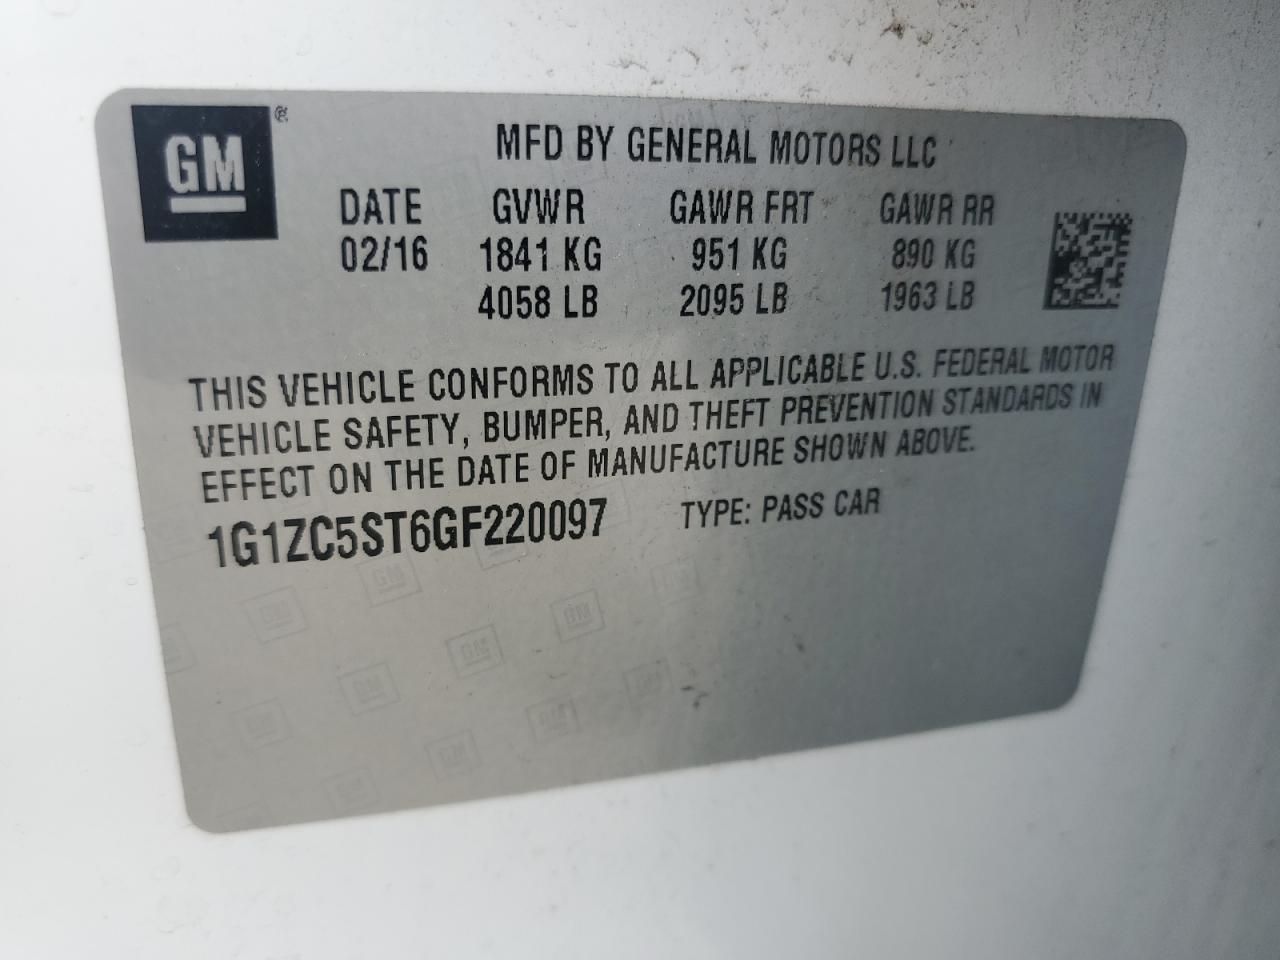 GM ®
MFD BY GENERAL MOTORS LLC
DATE GVWR GAWR FRT GAWR RR
02/16 1841 KG 951 KG 890 KG
4058 LB 2095 LB 1963 LB
THIS VEHICLE CONFORMS TO ALL APPLICABLE U.S. FEDERAL MOTOR
VEHICLE SAFETY, BUMPER, AND THEFT PREVENTION STANDARDS IN
EFFECT ON THE DATE OF MANUFACTURE SHOWN ABOVE.
1G1ZC5ST6GF220097 TYPE: PASS CAR